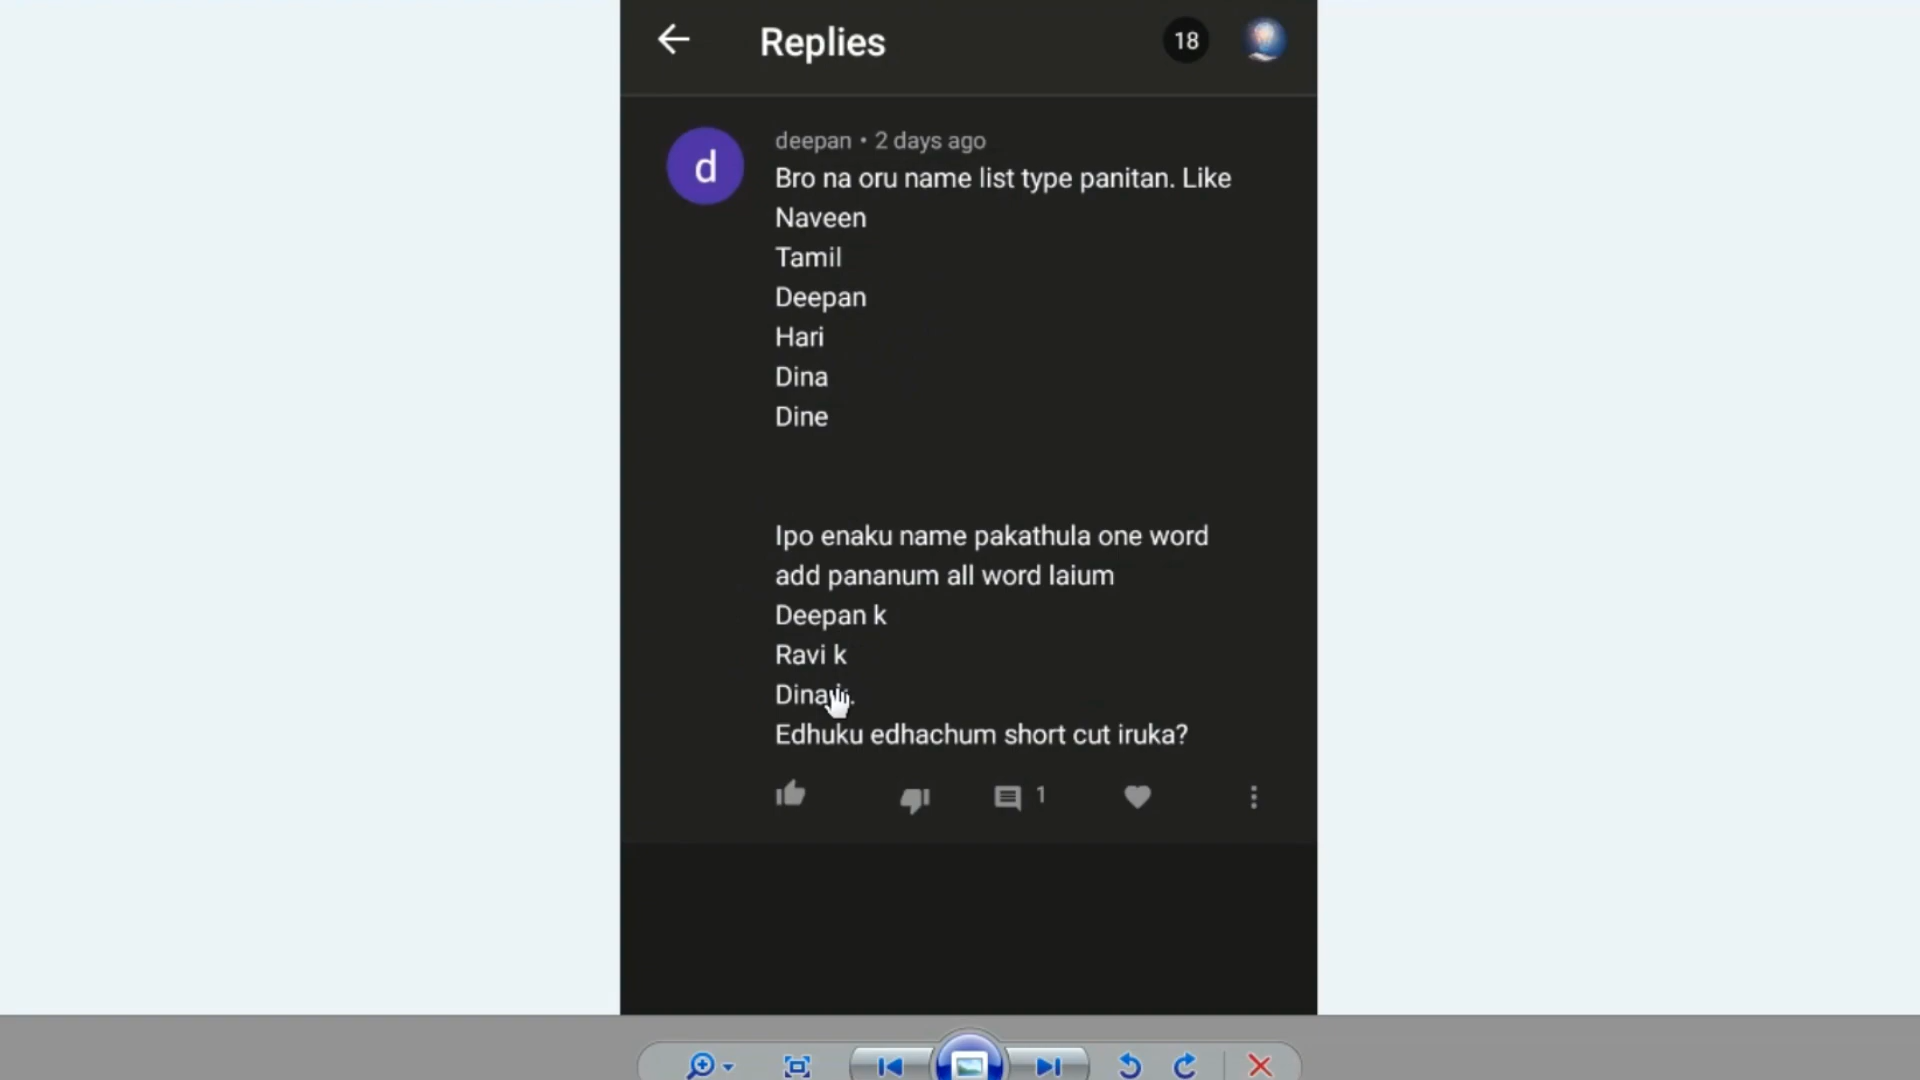 Replies
18
d
deepan • 2 days ago
Bro na oru name list type panitan. Like
Naveen
Tamil
Deepan
Hari
Dina
Dine
Ipo enaku name pakathula one word
add pananum all word laium
Deepan k
Ravi k
Edhuku edhachum short cut iruka?
1